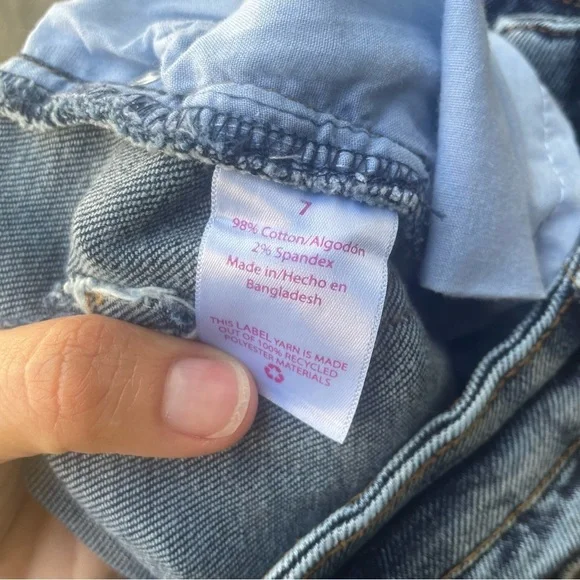 7
98% Cotton/Algodón
2% Spandex
Made in/Hecho en
Bangladesh
THIS LABEL YARN IS MADE
OUT OF 100% RECYCLED
POLYESTER MATERIALS